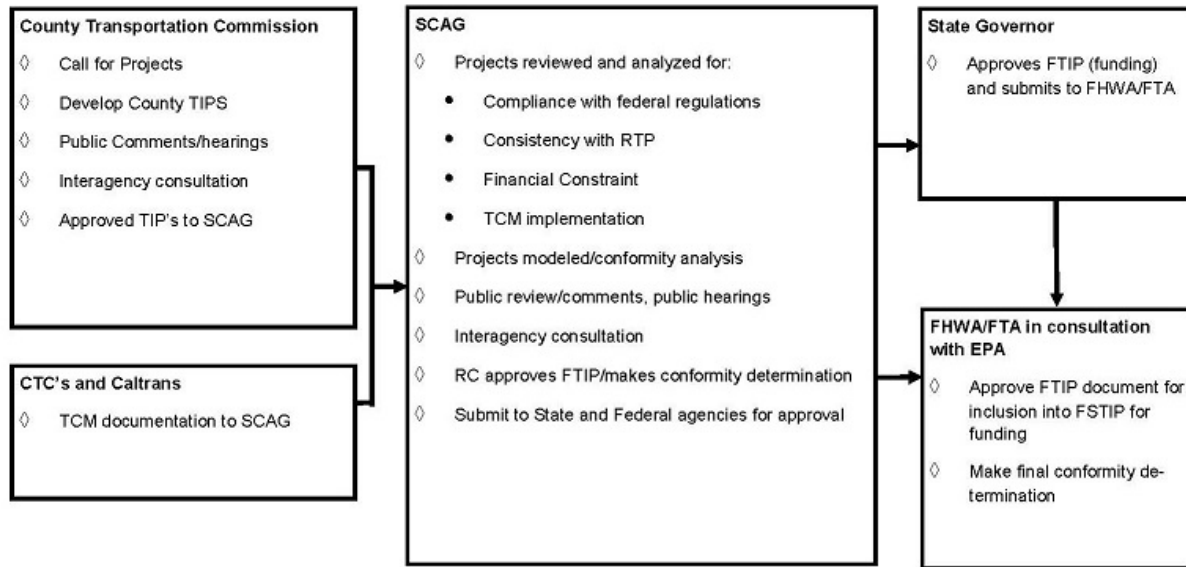 County Transportation Commission
◊ Call for Projects
◊ Develop County TIPS
◊ Public Comments/hearings
◊ Interagency consultation
◊ Approved TIP's to SCAG
CTC's and Caltrans
◊ TCM documentation to SCAG
SCAG
◊ Projects reviewed and analyzed for:
• Compliance with federal regulations
• Consistency with RTP
• Financial Constraint
• TCM implementation
◊ Projects modeled/conformity analysis
◊ Public review/comments, public hearings
◊ Interagency consultation
◊ RC approves FTIP/makes conformity determination
◊ Submit to State and Federal agencies for approval
State Governor
◊ Approves FTIP (funding)
and submits to FHWA/FTA
FHWA/FTA in consultation
with EPA
◊ Approve FTIP document for
inclusion into FSTIP for
funding
◊ Make final conformity de-
termination